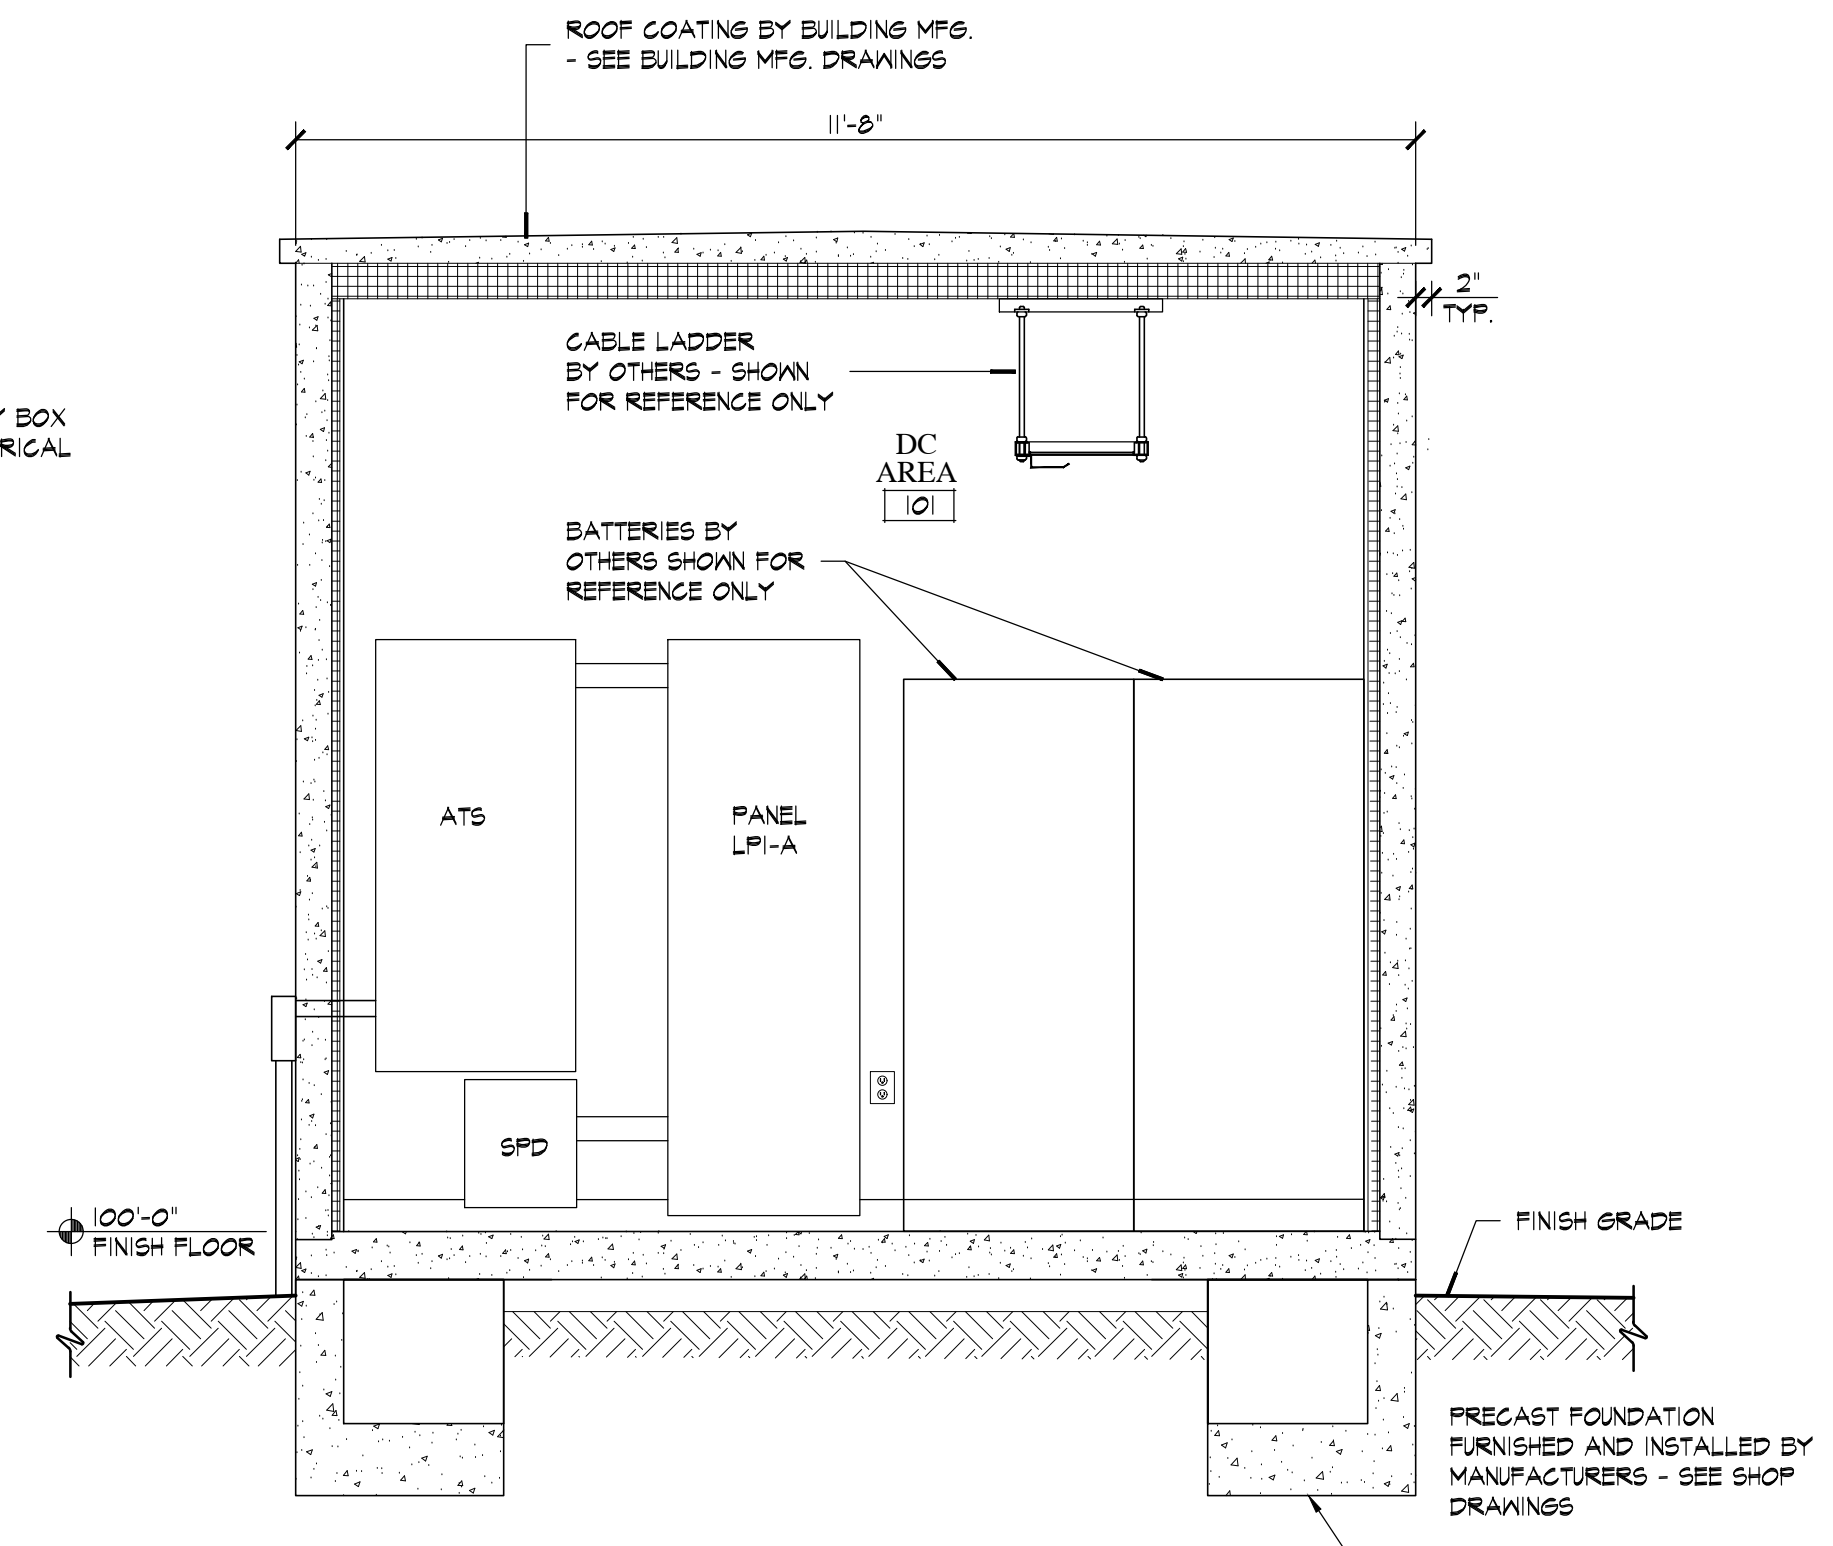 ROOF COATING BY BUILDING MFG.
- SEE BUILDING MFG. DRAWINGS
11'-8"
2"
TYP.
CABLE LADDER
BY OTHERS - SHOWN
FOR REFERENCE ONLY
BOX
DC
AREA
101
BATTERIES BY
OTHERS SHOWN FOR
REFERENCE ONLY
ATS
PANEL
LP1-A
SPD
100'-0"
FINISH FLOOR
FINISH GRADE
PRECAST FOUNDATION
FURNISHED AND INSTALLED BY
MANUFACTURERS - SEE SHOP
DRAWINGS